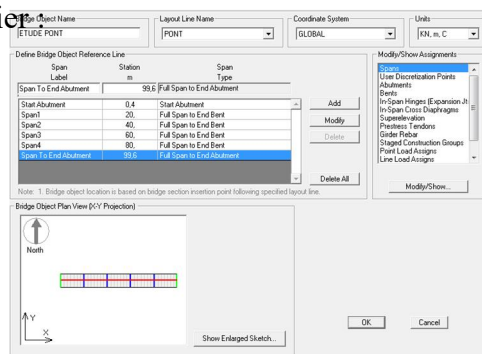 ier :
Bridge Object Name
Layout Line Name
Coordinate System
Units
ETUDE PONT
PONT
GLOBAL
KN, m, C
Define Bridge Object Reference Line
Span Label
Station m
Span Type
Span To End Abutment 99,6 Full Span to End Abutment
Start Abutment 0,4 Start Abutment
Span1 20, Full Span to End Bent
Span2 40, Full Span to End Bent
Span3 60, Full Span to End Bent
Span4 80, Full Span to End Bent
Span To End Abutment 99,6 Full Span to End Abutment
Add
Modify
Delete
Delete All
Note: 1. Bridge object location is based on bridge section insertion point following specified layout line.
Modify/Show Assignments
Spans
User Discretization Points
Abutments
Bents
In-Span Hinges (Expansion Jt
In-Span Cross Diaphragms
Superelevation
Prestress Tendons
Girder Rebar
Staged Construction Groups
Point Load Assigns
Line Load Assigns
Modify/Show...
Bridge Object Plan View (X-Y Projection)
North
Y
X
Show Enlarged Sketch...
OK
Cancel